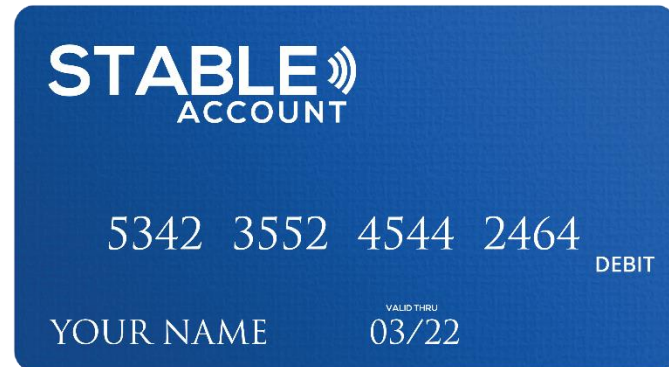 STABLE
ACCOUNT
5342 3552 4544 2464
DEBIT
VALID THRU
YOUR NAME 03/22